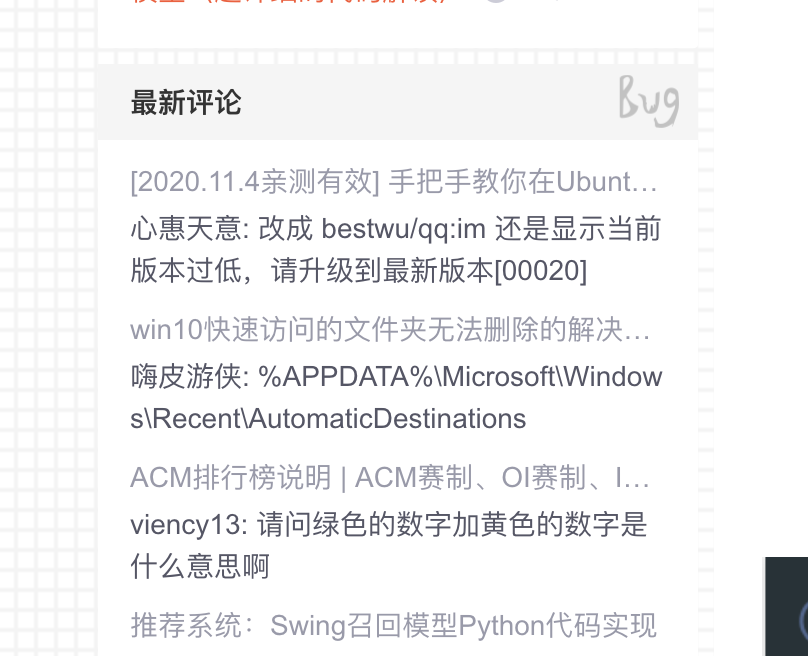 最新评论
Bug
[2020.11.4亲测有效] 手把手教你在Ubunt…
心惠天意: 改成 bestwu/qq:im 还是显示当前
版本过低，请升级到最新版本[00020]
win10快速访问的文件夹无法删除的解决…
嗨皮游侠: %APPDATA%\Microsoft\Window
s\Recent\AutomaticDestinations
ACM排行榜说明 | ACM赛制、OI赛制、I…
viency13: 请问绿色的数字加黄色的数字是
什么意思啊
推荐系统：Swing召回模型Python代码实现